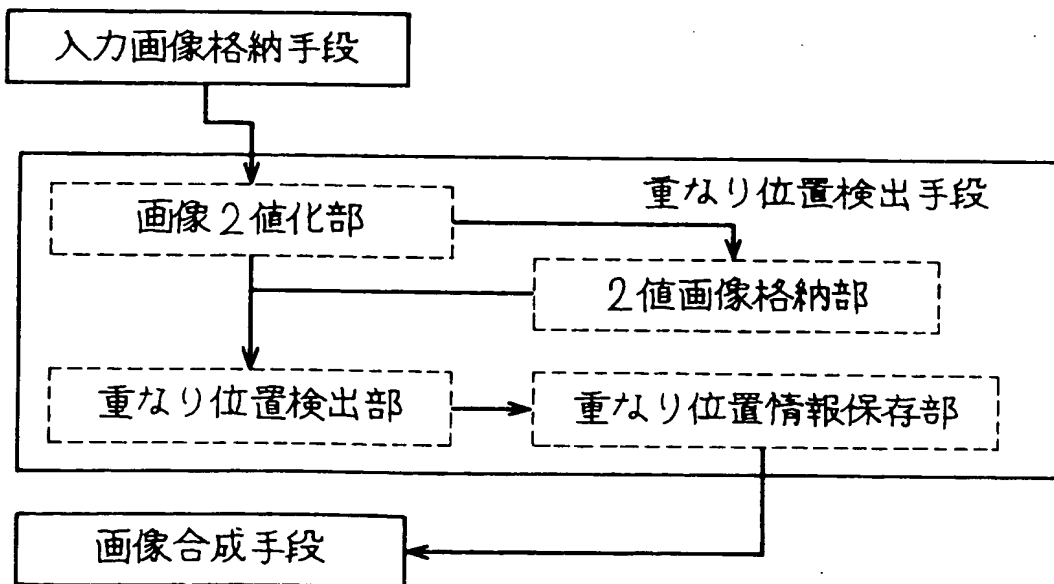 入力画像格納手段
重なり位置検出手段
画像2値化部
2値画像格納部
重なり位置検出部
重なり位置情報保存部
画像合成手段